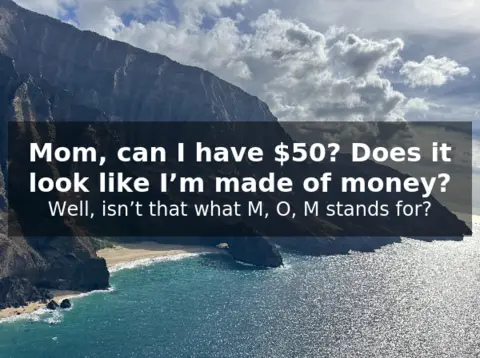 Mom, can I have $50? Does it
look like I’m made of money?
Well, isn’t that what M, O, M stands for?